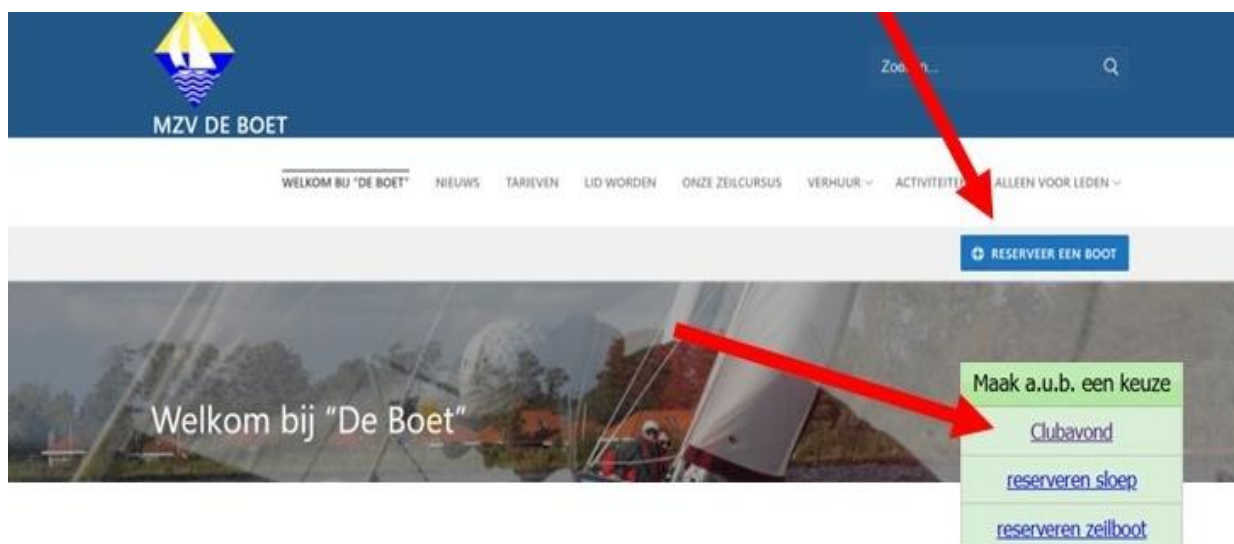 MZV DE BOET
WELKOM BIJ "DE BOET" NIEUWS TARIEVEN LID WORDEN ONZE ZEILCURSUS VERHUUR ALLEEN VOOR LEDEN
RESERVEER EEN BOOT
Welkom bij "De Boet"
Maak a.u.b. een keuze
Clubavond
reserveren sloep
reserveren zeilboot